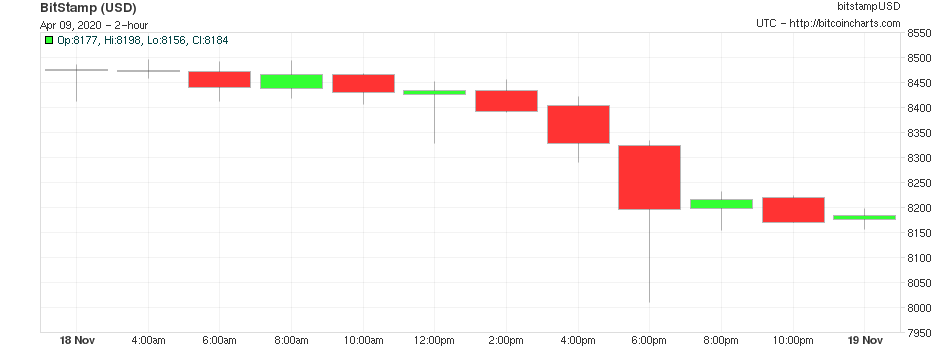 BitStamp (USD)
bitstampUSD
Apr 09, 2020 - 2-hour
UTC - http://bitcoincharts.com
Op:8177, Hi:8198, Lo:8156, Cl:8184
8550
8500
8450
8400
8350
8300
8250
8200
8150
8100
8050
8000
7950
18 Nov 4:00am 6:00am 8:00am 10:00am 12:00pm 2:00pm 4:00pm 6:00pm 8:00pm 10:00pm 19 Nov